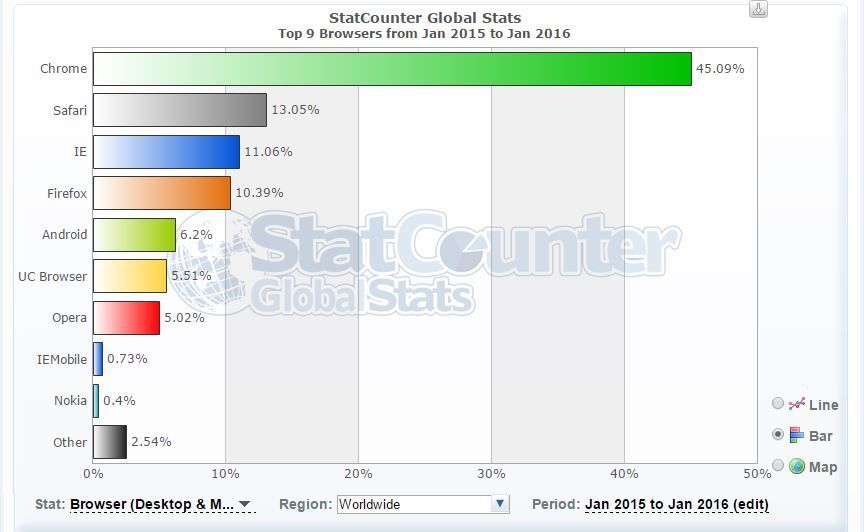 StatCounter Global Stats
Top 9 Browsers from Jan 2015 to Jan 2016
Chrome 45.09%
Safari 13.05%
IE 11.06%
Firefox 10.39%
Android 6.2%
UC Browser 5.51%
Opera 5.02%
IEMobile 0.73%
Nokia 0.4%
Other 2.54%
StatCounter
GlobalStats
0% 10% 20% 30% 40% 50%
Line
Bar
Map
Stat: Browser (Desktop & M... Region: Worldwide Period: Jan 2015 to Jan 2016 (edit)